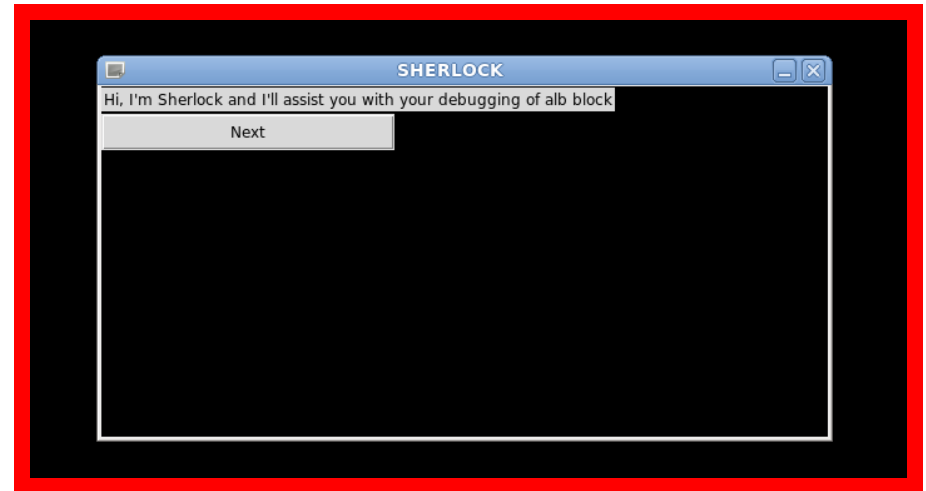 SHERLOCK
Hi, I'm Sherlock and I'll assist you with your debugging of alb block
Next